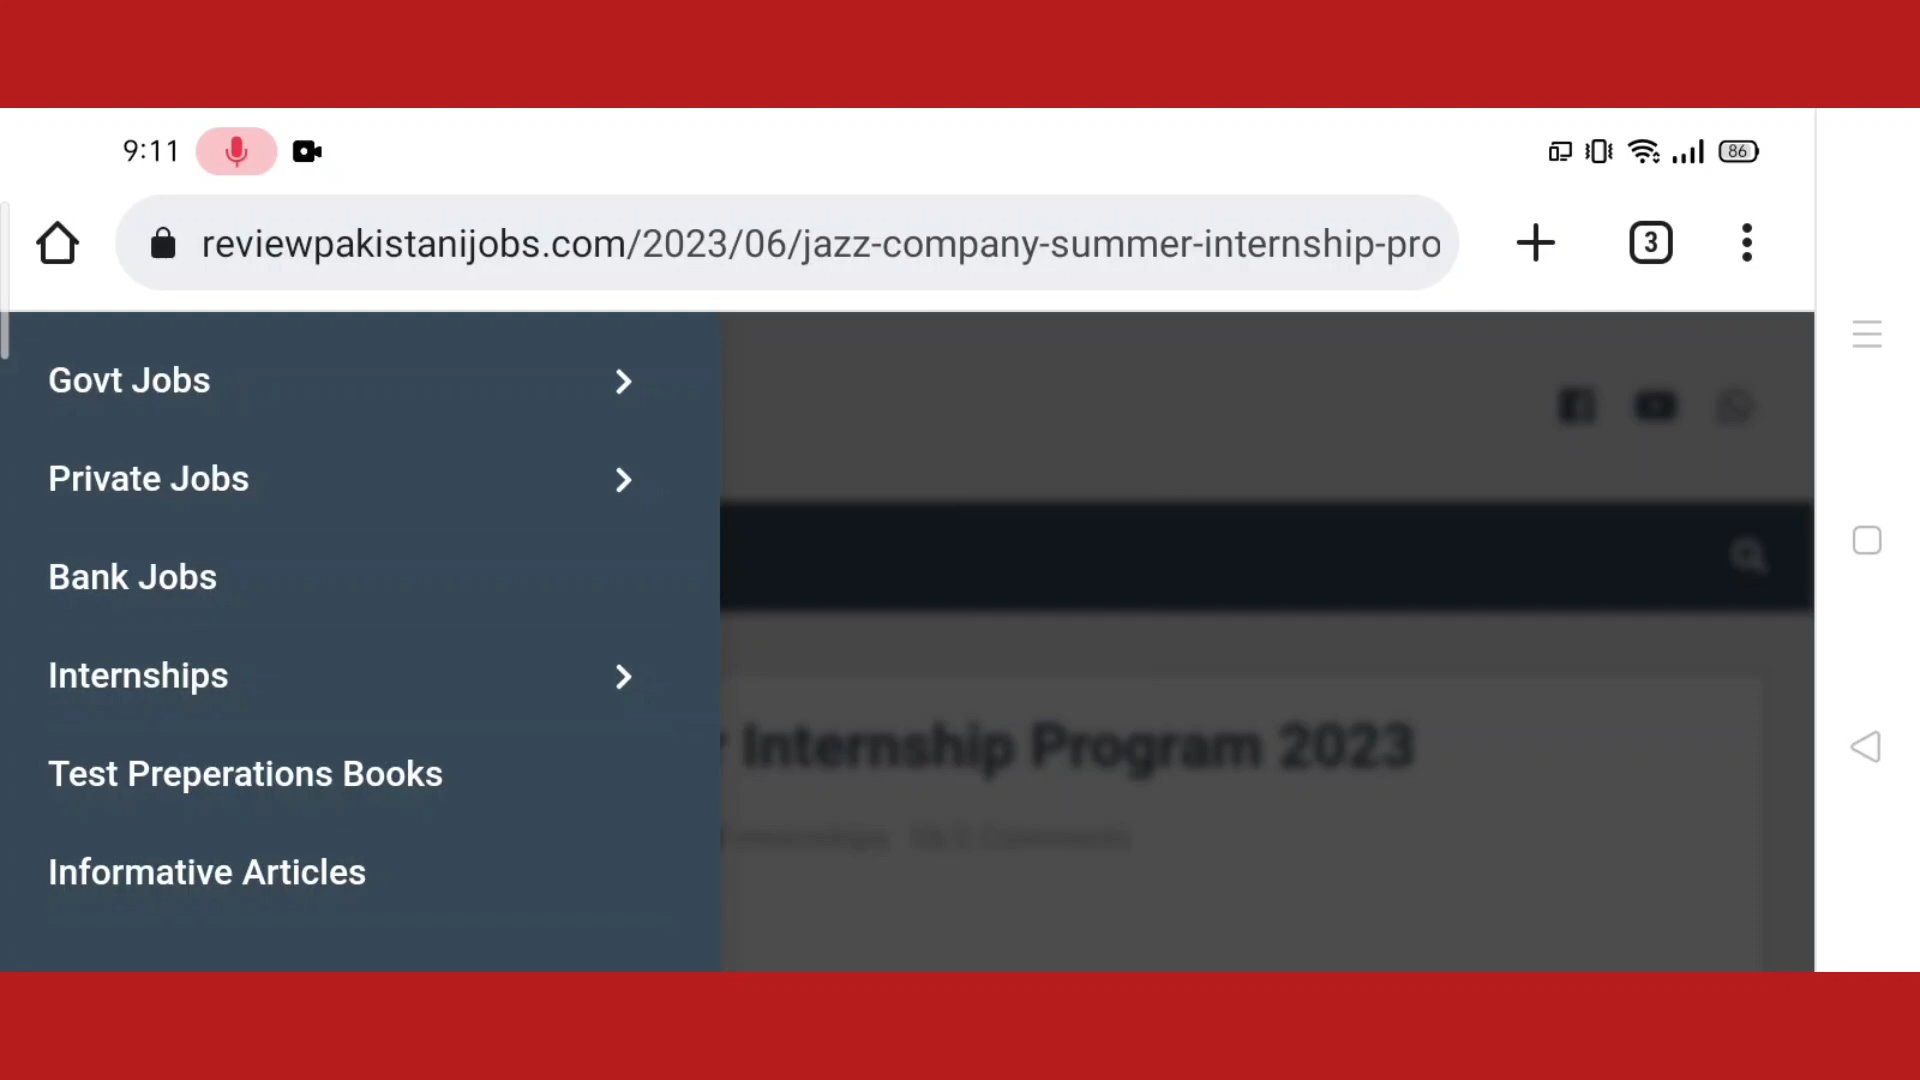 9:11
86
reviewpakistanijobs.com/2023/06/jazz-company-summer-internship-pro
3
Govt Jobs
Private Jobs
Bank Jobs
Internships
Internship Program 2023
Test Preperations Books
Informative Articles